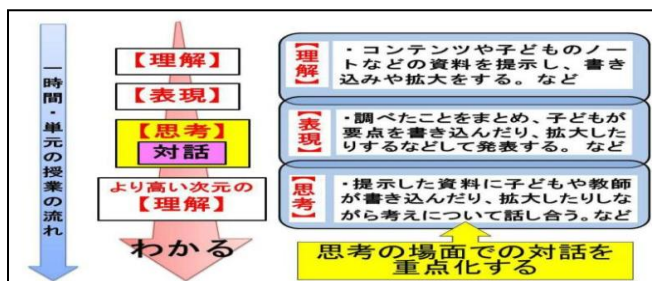 一時間・単元の授業の流れ
【理解】
【表現】
【思考】
対話
より高い次元の
【理解】
わかる
【理解】
・コンテンツや子どものノー
トなどの資料を提示し、書き
込みや拡大をする。など
【表現】
・調べたことをまとめ、子どもが
要点を書き込んだり、拡大した
りするなどして発表する。など
【思考】
・提示した資料に子どもや教師
が書き込んだり、拡大したりしな
がら考えについて話し合う。など
思考の場面での対話を
重点化する